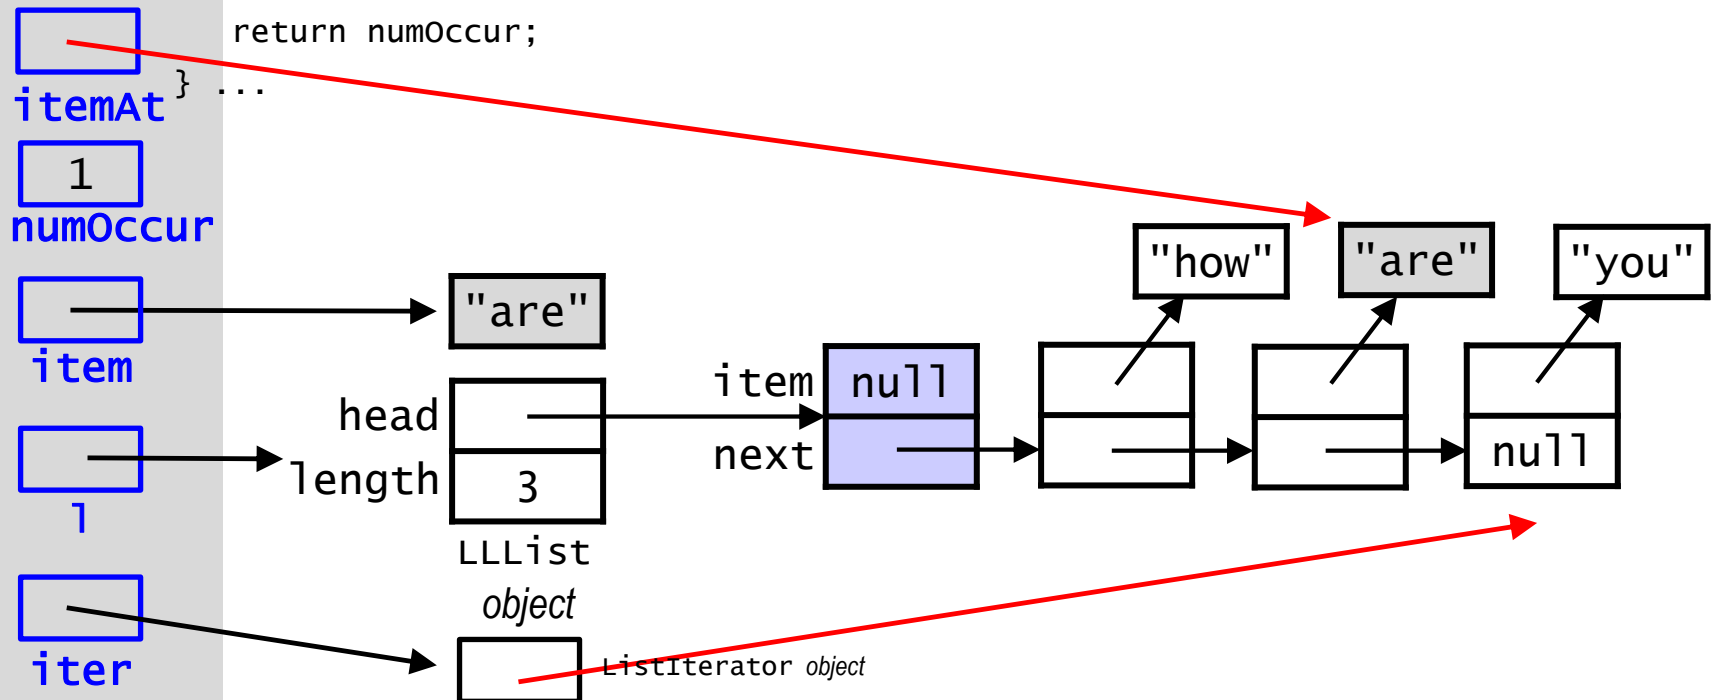 return numOccur;
} ...
itemAt
1
numOccur
"how" "are" "you"
"are"
item
item null
head
next null
length 3
l
LLList
object
iter
ListIterator object